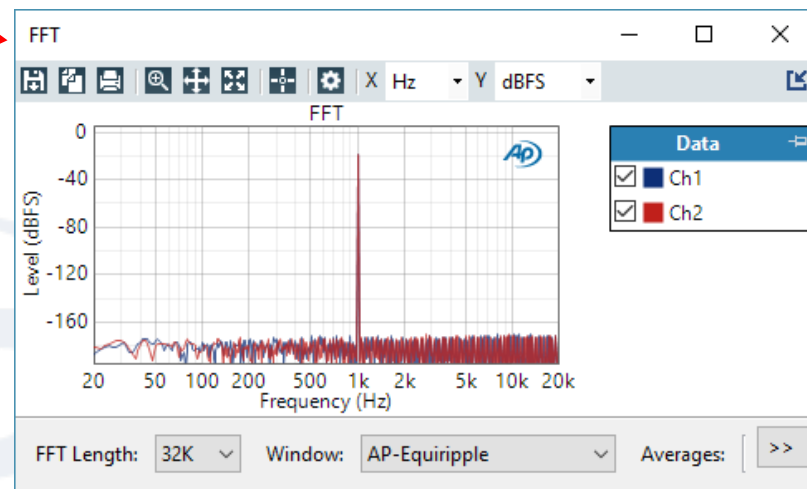 FFT
X Hz Y dBFS
FFT
AP
Level (dBFS)
0
-40
-80
-120
-160
20 50 100 200 500 1k 2k 5k 10k 20k
Frequency (Hz)
Data
Ch1
Ch2
FFT Length: 32K Window: AP-Equiripple Averages: >>